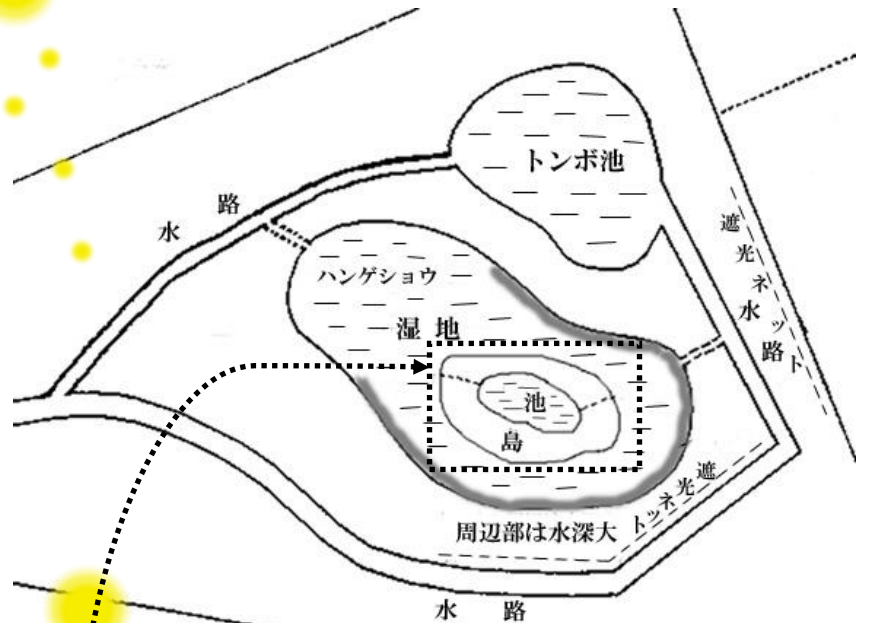 トンボ池
水路
ハンゲショウ
湿地
遮光ネット
水路
池
島
遮光ネット
周辺部は水深大
水路